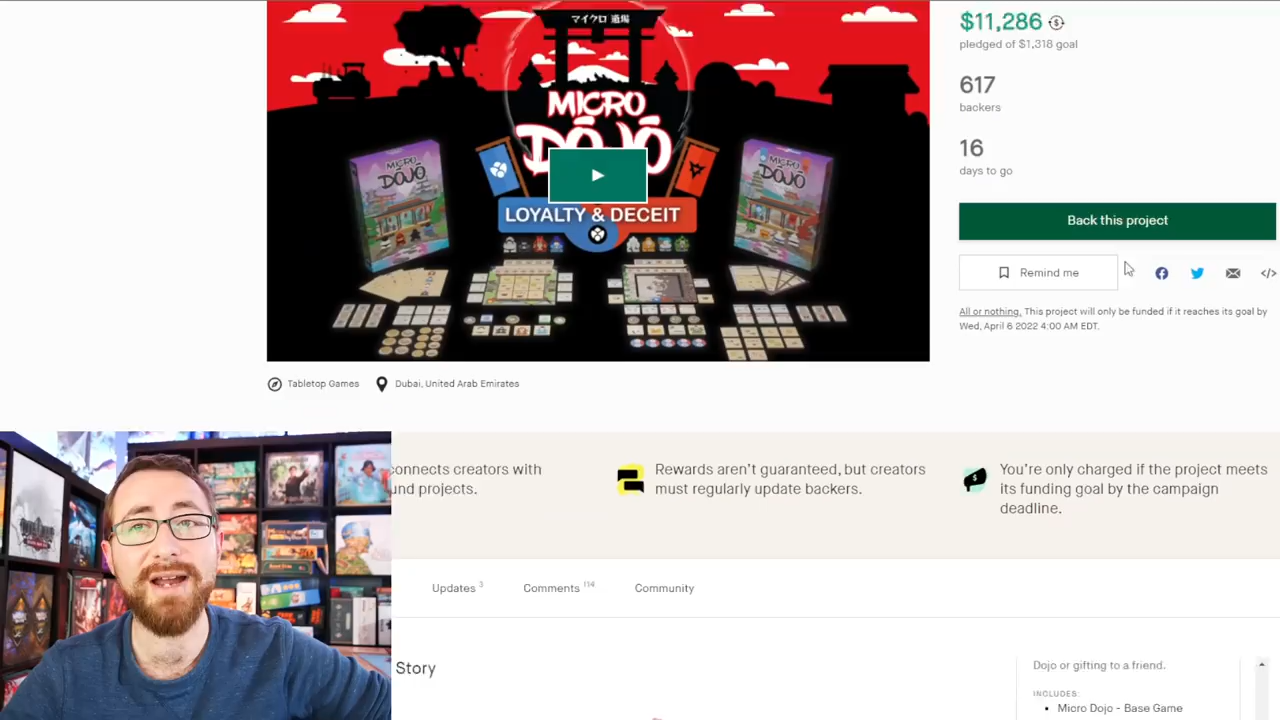 マイクロ 道場
MICRO
DŌJŌ
MICRO
DŌJŌ
MICRO
DŌJŌ
LOYALTY & DECEIT
$11,286
pledged of $1,318 goal
617
backers
16
days to go
Back this project
Remind me
All or nothing. This project will only be funded if it reaches its goal by
Wed, April 6 2022 4:00 AM EDT.
Tabletop Games
Dubai, United Arab Emirates
connects creators with
und projects.
Rewards aren't guaranteed, but creators
must regularly update backers.
You're only charged if the project meets
its funding goal by the campaign
deadline.
Updates 3
Comments 114
Community
Story
Dojo or gifting to a friend.
INCLUDES:
• Micro Dojo - Base Game